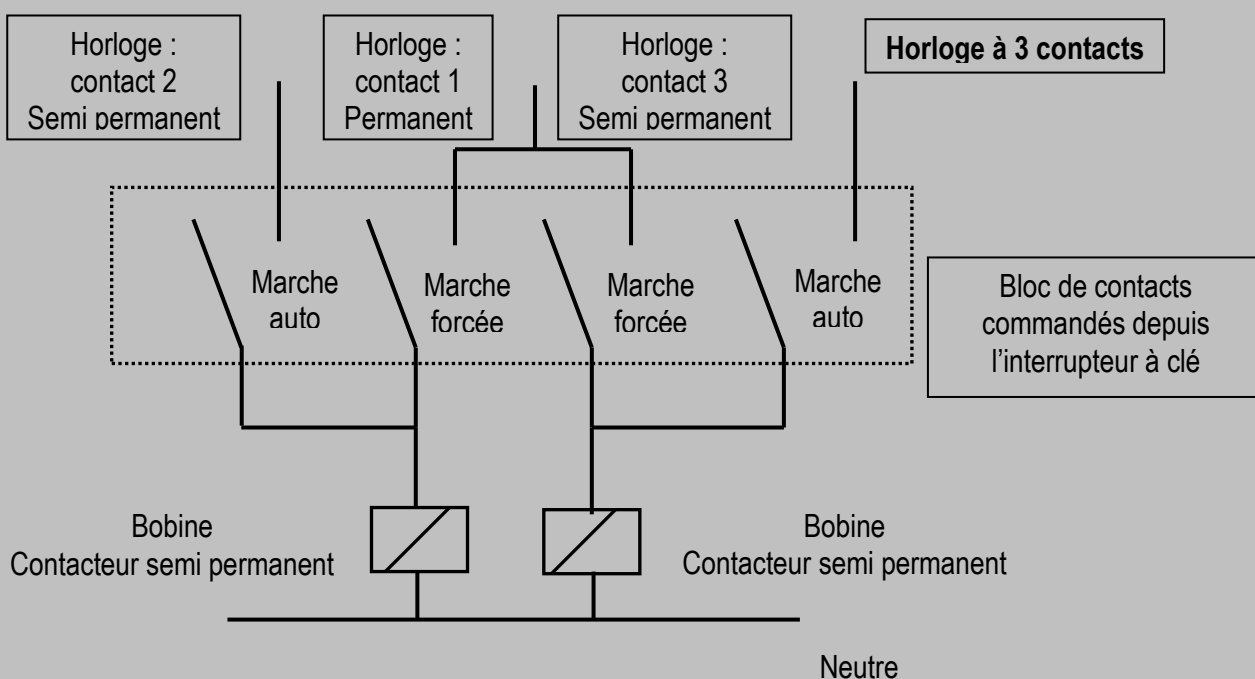 Horloge :
contact 2
Semi permanent
Horloge :
contact 1
Permanent
Horloge :
contact 3
Semi permanent
Horloge à 3 contacts
Marche
auto
Marche
forcée
Marche
forcée
Marche
auto
Bloc de contacts
commandés depuis
l’interrupteur à clé
Bobine
Contacteur semi permanent
Bobine
Contacteur semi permanent
Neutre